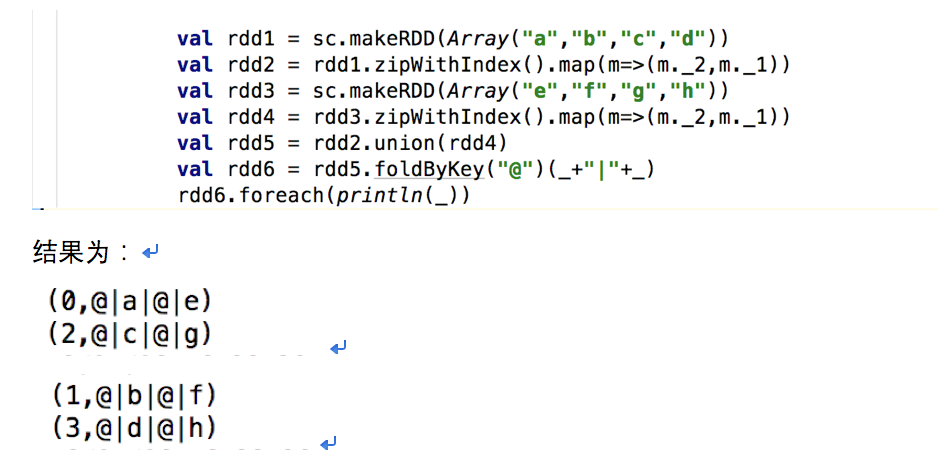 val rdd1 = sc.makeRDD(Array("a","b","c","d"))
val rdd2 = rdd1.zipWithIndex().map(m=>(m._2,m._1))
val rdd3 = sc.makeRDD(Array("e","f","g","h"))
val rdd4 = rdd3.zipWithIndex().map(m=>(m._2,m._1))
val rdd5 = rdd2.union(rdd4)
val rdd6 = rdd5.foldByKey("@")(_+"|"+_)
rdd6.foreach(println(_))
结果为：
(0,@|a|@|e)
(2,@|c|@|g)
(1,@|b|@|f)
(3,@|d|@|h)